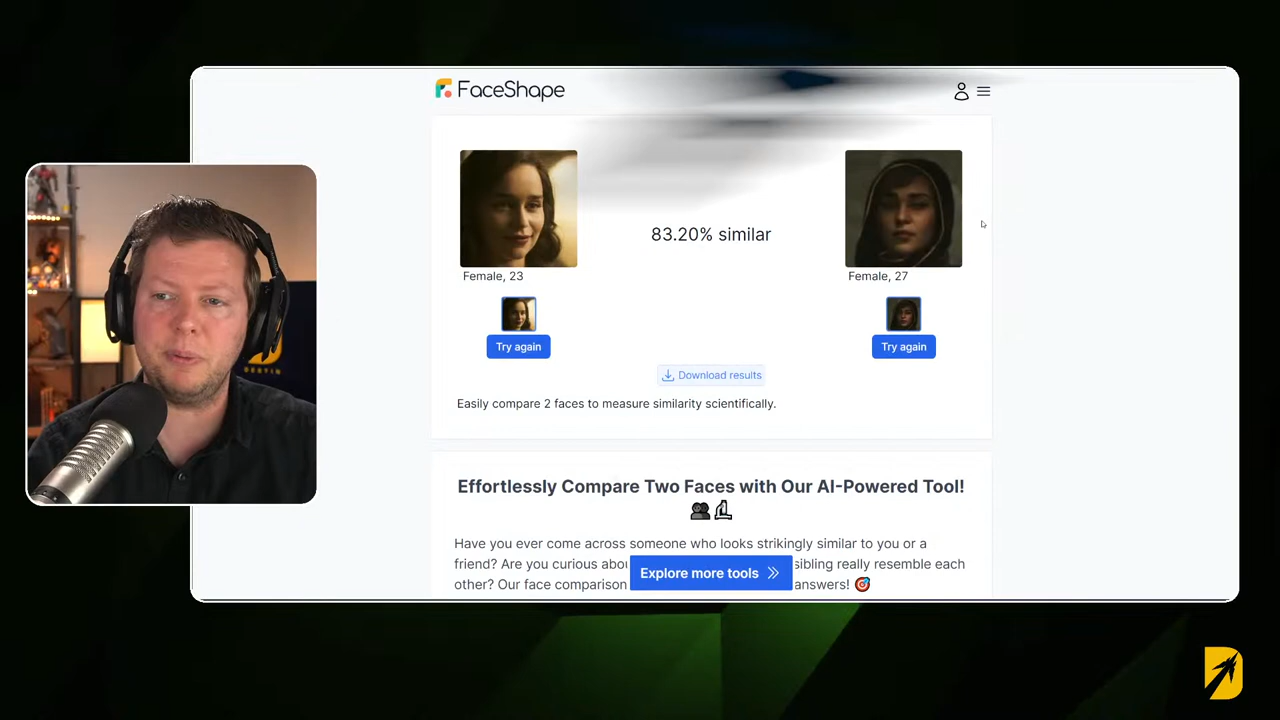 FaceShape
83.20% similar
Female, 23
Female, 27
Try again
Try again
Download results
Easily compare 2 faces to measure similarity scientifically.
Effortlessly Compare Two Faces with Our AI-Powered Tool!
Have you ever come across someone who looks strikingly similar to you or a
friend? Are you curious abou sibling really resemble each
other? Our face comparison answers!
Explore more tools
DESTIN